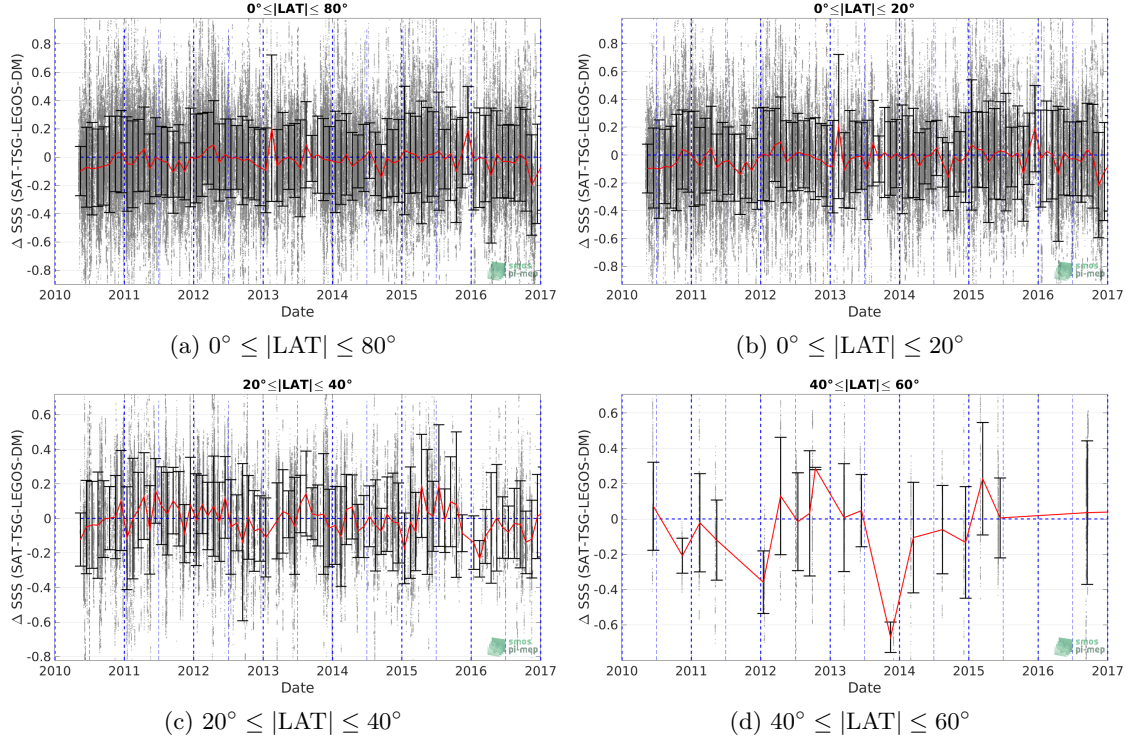 0°≤|LAT|≤ 80°
Δ SSS (SAT-TSG-LEGOS-DM)
0.8
0.6
0.4
0.2
0
-0.2
-0.4
-0.6
-0.8
2010 2011 2012 2013 2014 2015 2016 2017
Date
smos
pi-mep
(a) 0° ≤ |LAT| ≤ 80°
0°≤|LAT|≤ 20°
Δ SSS (SAT-TSG-LEGOS-DM)
0.8
0.6
0.4
0.2
0
-0.2
-0.4
-0.6
-0.8
2010 2011 2012 2013 2014 2015 2016 2017
Date
smos
pi-mep
(b) 0° ≤ |LAT| ≤ 20°
20°≤|LAT|≤ 40°
Δ SSS (SAT-TSG-LEGOS-DM)
0.6
0.4
0.2
0
-0.2
-0.4
-0.6
-0.8
2010 2011 2012 2013 2014 2015 2016 2017
Date
smos
pi-mep
(c) 20° ≤ |LAT| ≤ 40°
40°≤|LAT|≤ 60°
Δ SSS (SAT-TSG-LEGOS-DM)
0.6
0.4
0.2
0
-0.2
-0.4
-0.6
2010 2011 2012 2013 2014 2015 2016 2017
Date
smos
pi-mep
(d) 40° ≤ |LAT| ≤ 60°